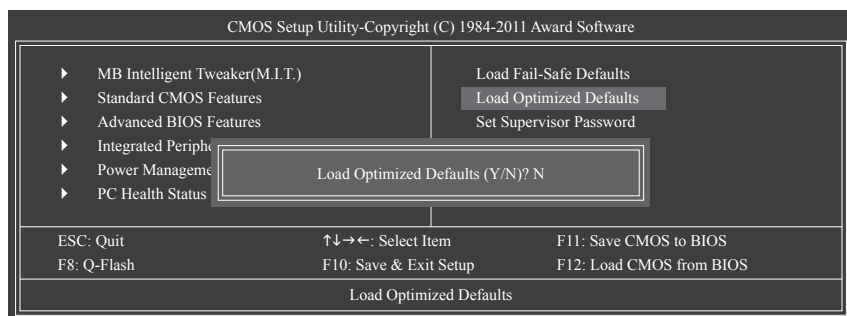 CMOS Setup Utility-Copyright (C) 1984-2011 Award Software
MB Intelligent Tweaker(M.I.T.)
Standard CMOS Features
Advanced BIOS Features
Integrated Periphe
Power Manageme
PC Health Status
Load Fail-Safe Defaults
Load Optimized Defaults
Set Supervisor Password
Load Optimized Defaults (Y/N)? N
ESC: Quit ↑↓→←: Select Item F11: Save CMOS to BIOS
F8: Q-Flash F10: Save & Exit Setup F12: Load CMOS from BIOS
Load Optimized Defaults